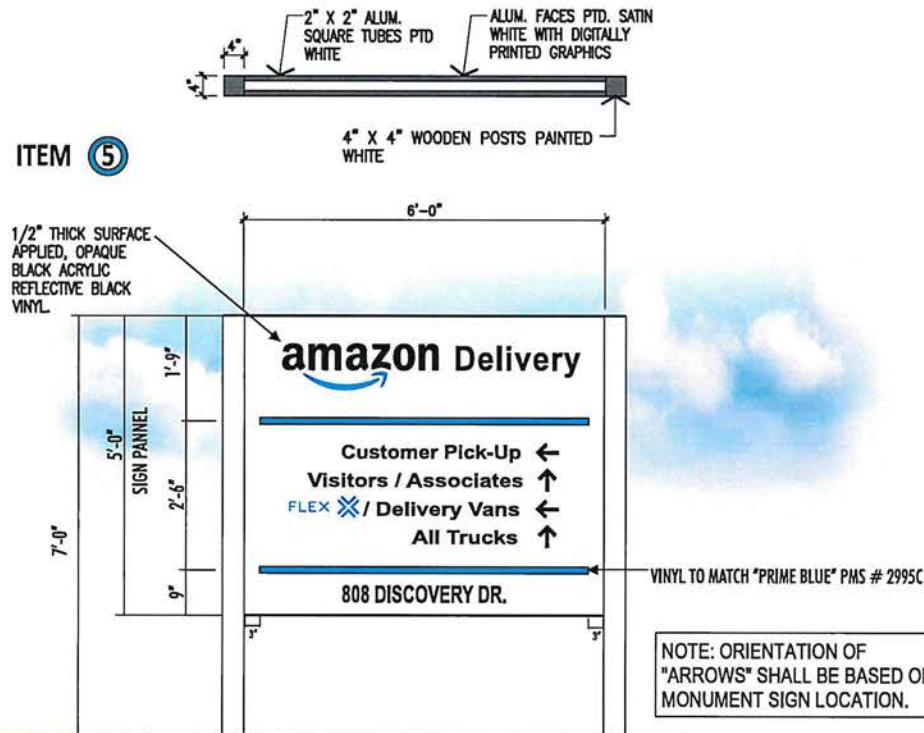 2" X 2" ALUM.
SQUARE TUBES PTD
WHITE
ALUM. FACES PTD. SATIN
WHITE WITH DIGITALLY
PRINTED GRAPHICS
4"
4"
4" X 4" WOODEN POSTS PAINTED
WHITE
ITEM 5
6'-0"
1/2" THICK SURFACE
APPLIED, OPAQUE
BLACK ACRYLIC
REFLECTIVE BLACK
VINYL.
amazon Delivery
Customer Pick-Up ←
Visitors / Associates ↑
FLEX / Delivery Vans ←
All Trucks ↑
808 DISCOVERY DR.
7'-0"
5'-0"
SIGN PANNEL
1'-9"
2'-6"
9"
3"
3"
VINYL TO MATCH "PRIME BLUE" PMS # 2995C
NOTE: ORIENTATION OF
"ARROWS" SHALL BE BASED
MONUMENT SIGN LOCATION.